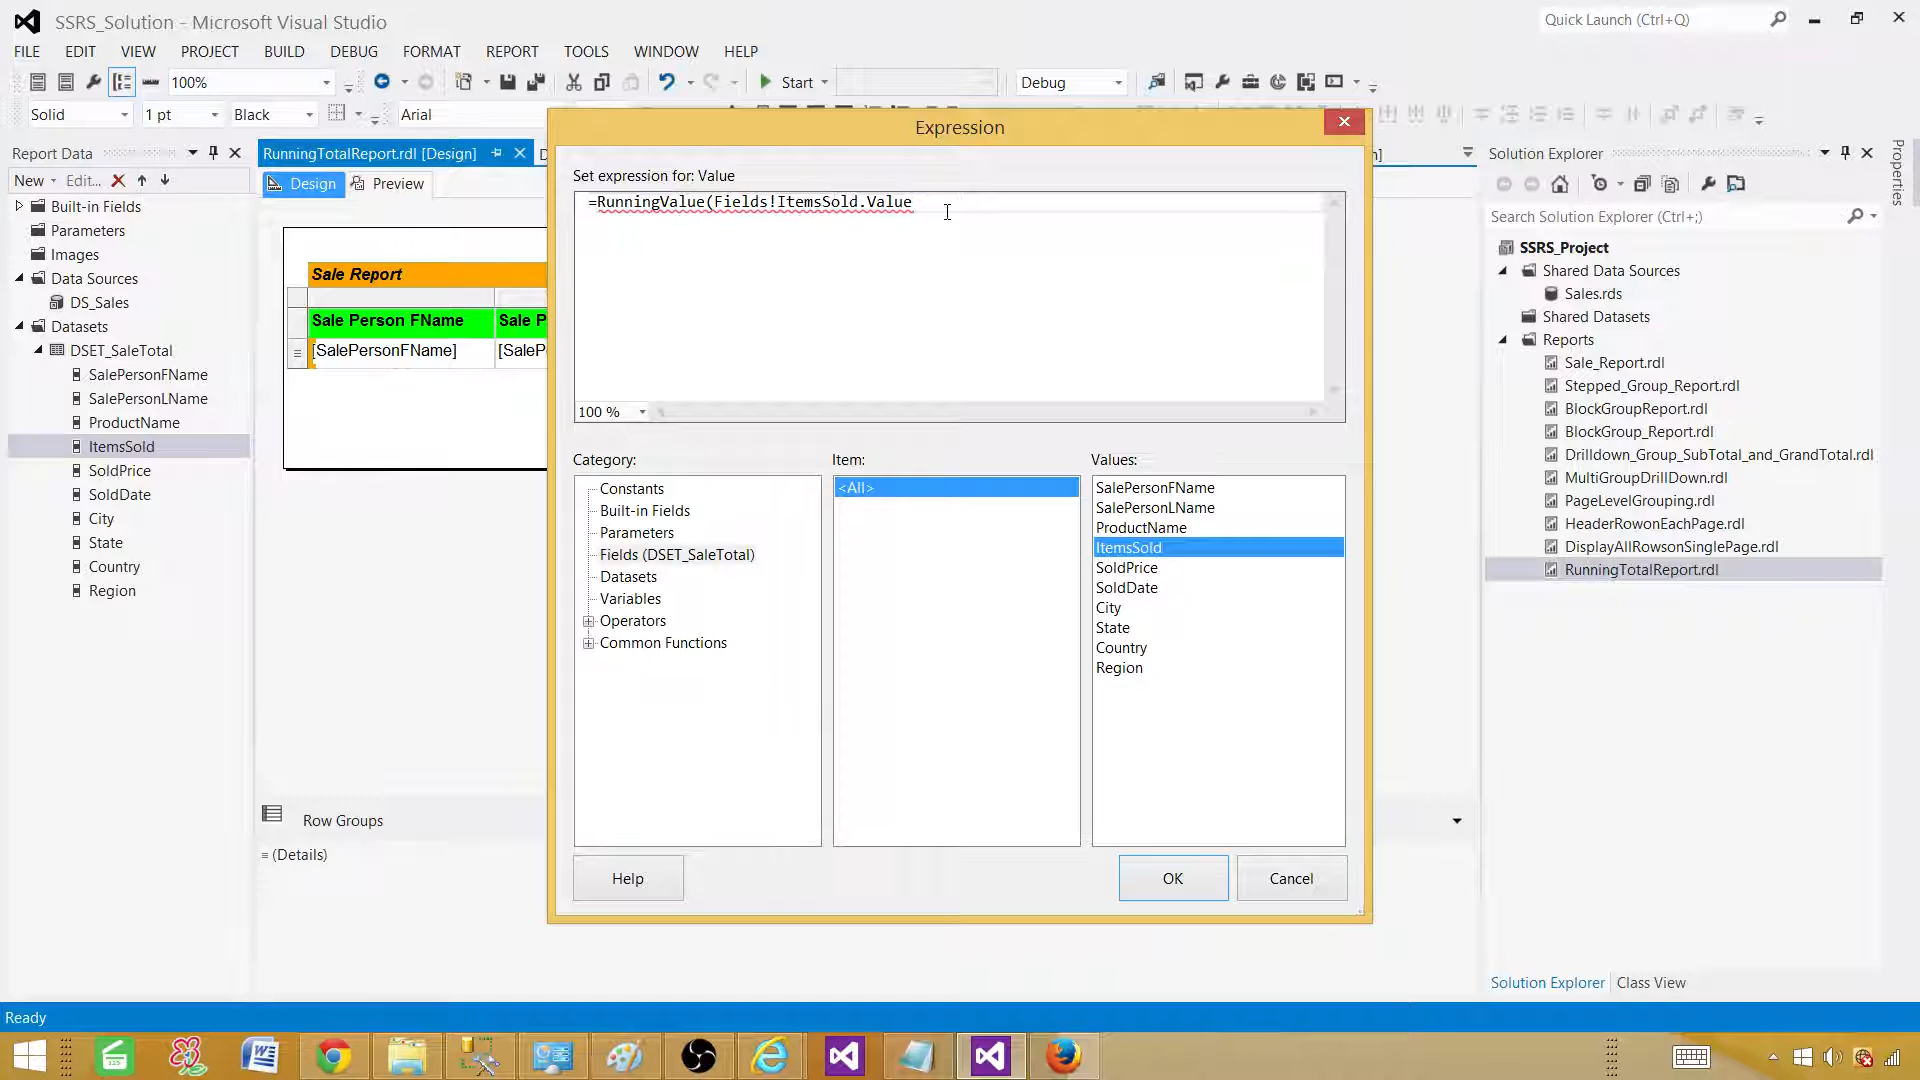 SSRS_Solution - Microsoft Visual Studio
Quick Launch (Ctrl+Q)
FILE EDIT VIEW PROJECT BUILD DEBUG FORMAT REPORT TOOLS WINDOW HELP
100% Start Debug
Solid 1 pt Black Arial
Report Data
New Edit...
Built-in Fields
Parameters
Images
Data Sources
DS_Sales
Datasets
DSET_SaleTotal
SalePersonFName
SalePersonLName
ProductName
ItemsSold
SoldPrice
SoldDate
City
State
Country
Region
RunningTotalReport.rdl [Design]
Design Preview
Sale Report
Sale Person FName Sale P
[SalePersonFName] [SaleP
Row Groups
(Details)
Expression
Set expression for: Value
=RunningValue(Fields!ItemsSold.Value
100 %
Category:
Constants
Built-in Fields
Parameters
Fields (DSET_SaleTotal)
Datasets
Variables
Operators
Common Functions
Item:
<All>
Values:
SalePersonFName
SalePersonLName
ProductName
ItemsSold
SoldPrice
SoldDate
City
State
Country
Region
Help OK Cancel
Solution Explorer
Search Solution Explorer (Ctrl+;)
SSRS_Project
Shared Data Sources
Sales.rds
Shared Datasets
Reports
Sale_Report.rdl
Stepped_Group_Report.rdl
BlockGroupReport.rdl
BlockGroup_Report.rdl
Drilldown_Group_SubTotal_and_GrandTotal.rdl
MultiGroupDrillDown.rdl
PageLevelGrouping.rdl
HeaderRowonEachPage.rdl
DisplayAllRowsonSinglePage.rdl
RunningTotalReport.rdl
Solution Explorer Class View
Properties
Ready